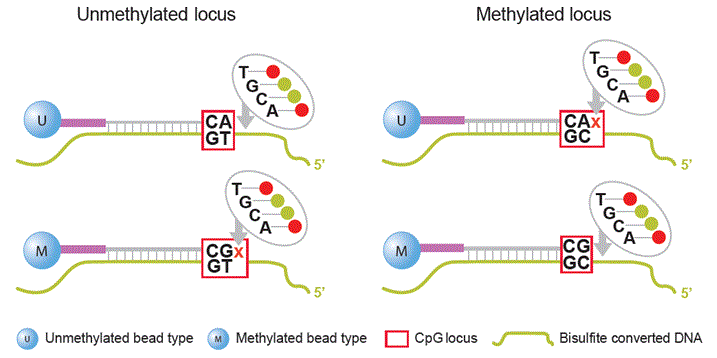 Unmethylated locus
Methylated locus
T
G
C
A
U
CA
GT
5'
T
G
C
A
U
CAx
GC
5'
T
G
C
A
M
CGx
GT
5'
T
G
C
A
M
CG
GC
5'
U Unmethylated bead type
M Methylated bead type
CpG locus
Bisulfite converted DNA